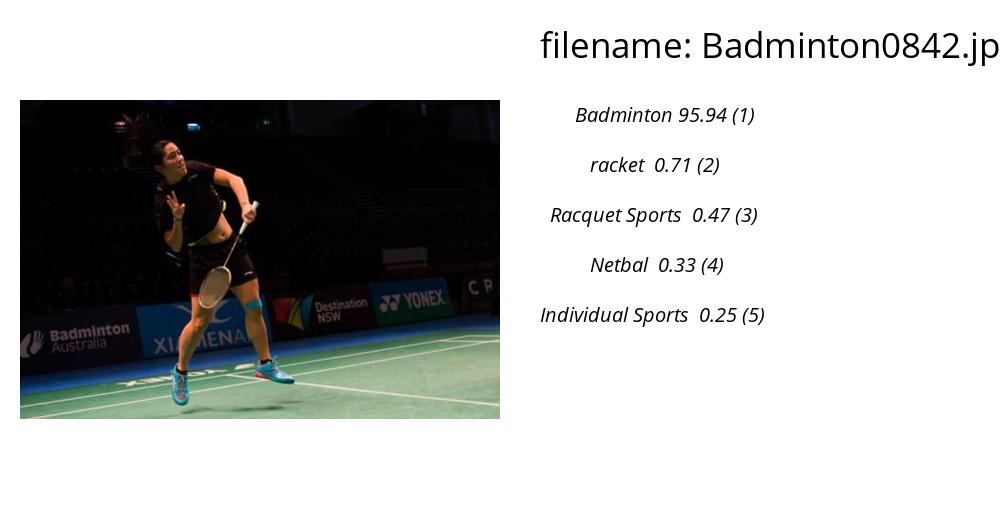 filename: Badminton0842.jp
Badminton 95.94 (1)
racket 0.71 (2)
Racquet Sports 0.47 (3)
Netbal 0.33 (4)
Individual Sports 0.25 (5)
Badminton
Australia
Destination
NSW
YONEX
C R
YONEX